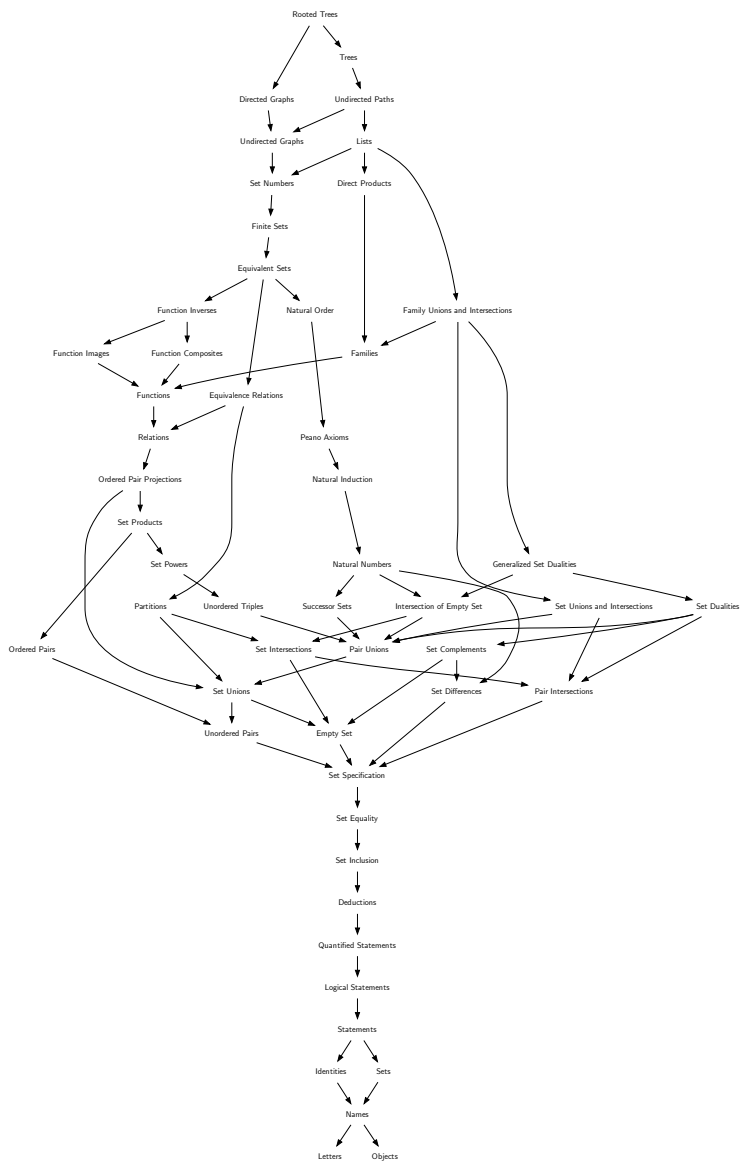 Rooted Trees
Trees
Directed Graphs
Undirected Paths
Undirected Graphs
Lists
Set Numbers
Direct Products
Finite Sets
Equivalent Sets
Function Inverses
Natural Order
Family Unions and Intersections
Function Images
Function Composites
Families
Functions
Equivalence Relations
Relations
Peano Axioms
Ordered Pair Projections
Natural Induction
Set Products
Set Powers
Natural Numbers
Generalized Set Dualities
Partitions
Unordered Triples
Successor Sets
Intersection of Empty Set
Set Unions and Intersections
Set Dualities
Ordered Pairs
Set Intersections
Pair Unions
Set Complements
Set Unions
Set Differences
Pair Intersections
Unordered Pairs
Empty Set
Set Specification
Set Equality
Set Inclusion
Deductions
Quantified Statements
Logical Statements
Statements
Identities
Sets
Names
Letters
Objects